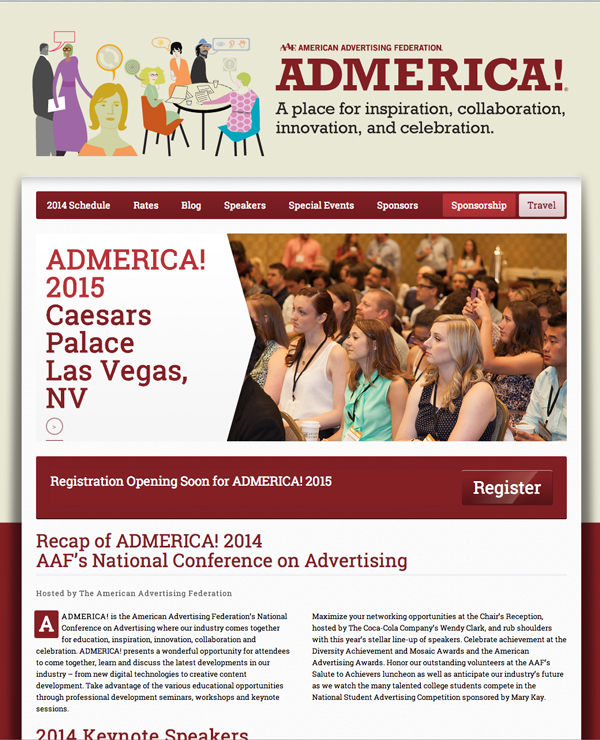 AAF AMERICAN ADVERTISING FEDERATION.
ADMERICA!
A place for inspiration, collaboration,
innovation, and celebration.
2014 Schedule Rates Blog Speakers Special Events Sponsors Sponsorship Travel
ADMERICA!
2015
Caesars
Palace
Las Vegas,
NV
Registration Opening Soon for ADMERICA! 2015
Register
Recap of ADMERICA! 2014
AAF's National Conference on Advertising
Hosted by The American Advertising Federation
A ADMERICA! is the American Advertising Federation's National
Conference on Advertising where our industry comes together
for education, inspiration, innovation, collaboration and
celebration. ADMERICA! presents a wonderful opportunity for attendees
to come together, learn and discuss the latest developments in our
industry – from new digital technologies to creative content
development. Take advantage of the various educational opportunities
through professional development seminars, workshops and keynote
sessions.
Maximize your networking opportunities at the Chair's Reception,
hosted by The Coca-Cola Company's Wendy Clark, and rub shoulders
with this year's stellar line-up of speakers. Celebrate achievement at the
Diversity Achievement and Mosaic Awards and the American
Advertising Awards. Honor our outstanding volunteers at the AAF's
Salute to Achievers luncheon as well as anticipate our industry's future
as we watch the many talented college students compete in the
National Student Advertising Competition sponsored by Mary Kay.
2014 Keynote Speakers